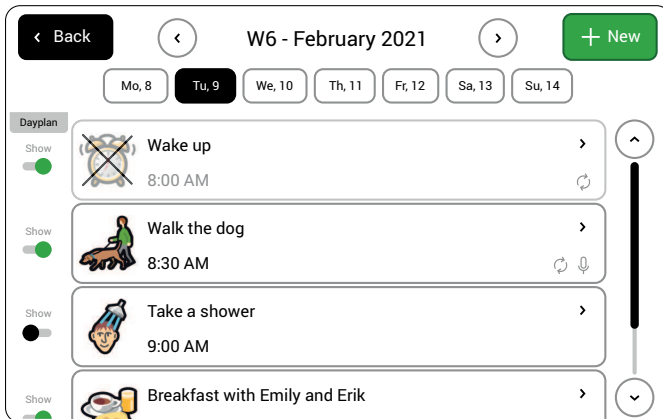 Back
W6 - February 2021
New
Mo, 8
Tu, 9
We, 10
Th, 11
Fr, 12
Sa, 13
Su, 14
Dayplan
Show
Wake up
8:00 AM
Show
Walk the dog
8:30 AM
Show
Take a shower
9:00 AM
Show
Breakfast with Emily and Erik